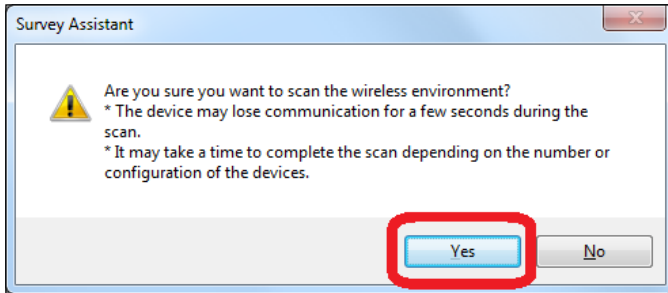 Survey Assistant
Are you sure you want to scan the wireless environment?
* The device may lose communication for a few seconds during the
scan.
* It may take a time to complete the scan depending on the number or
configuration of the devices.
Yes
No